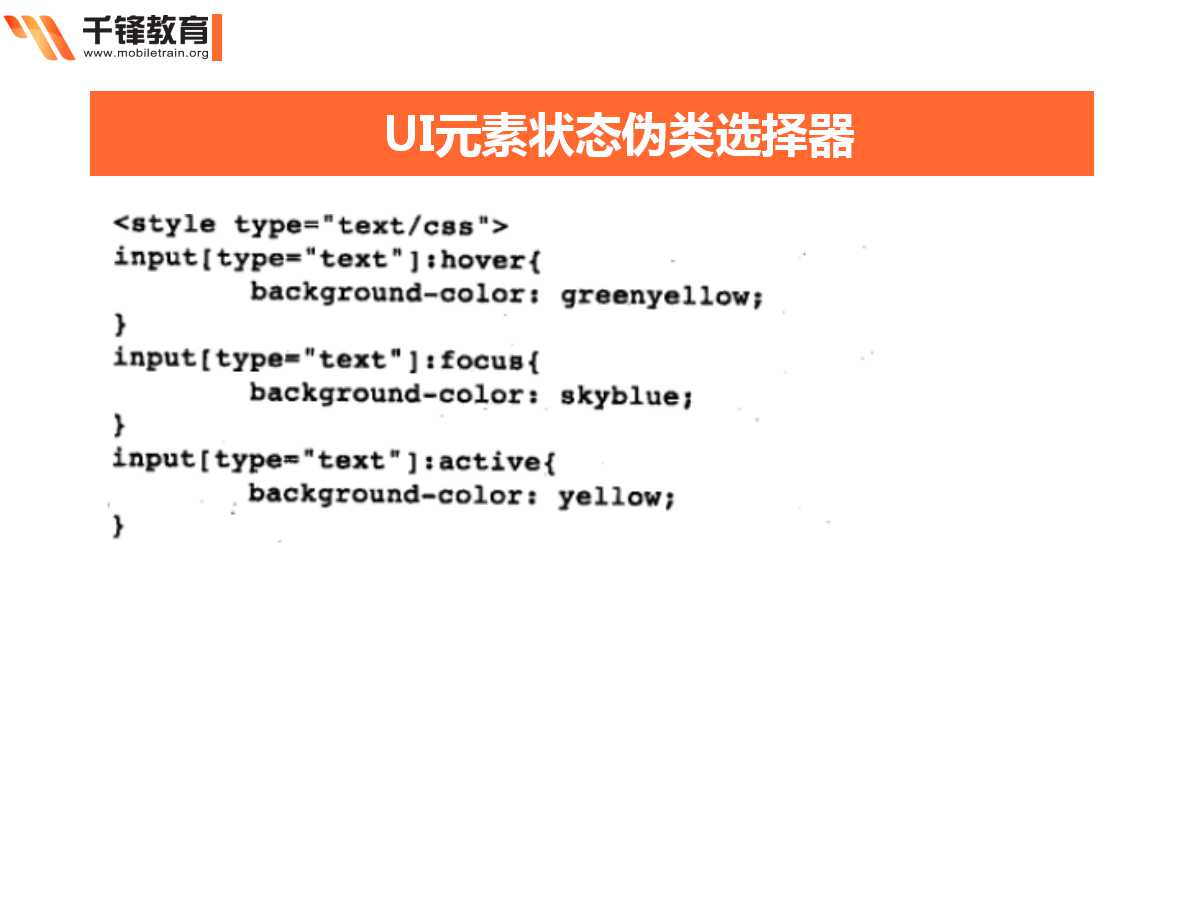 千锋教育
www.mobiletrain.org
UI元素状态伪类选择器
<style type="text/css">
input[type="text"]:hover{
        background-color: greenyellow;
}
input[type="text"]:focus{
        background-color: skyblue;
}
input[type="text"]:active{
        background-color: yellow;
}